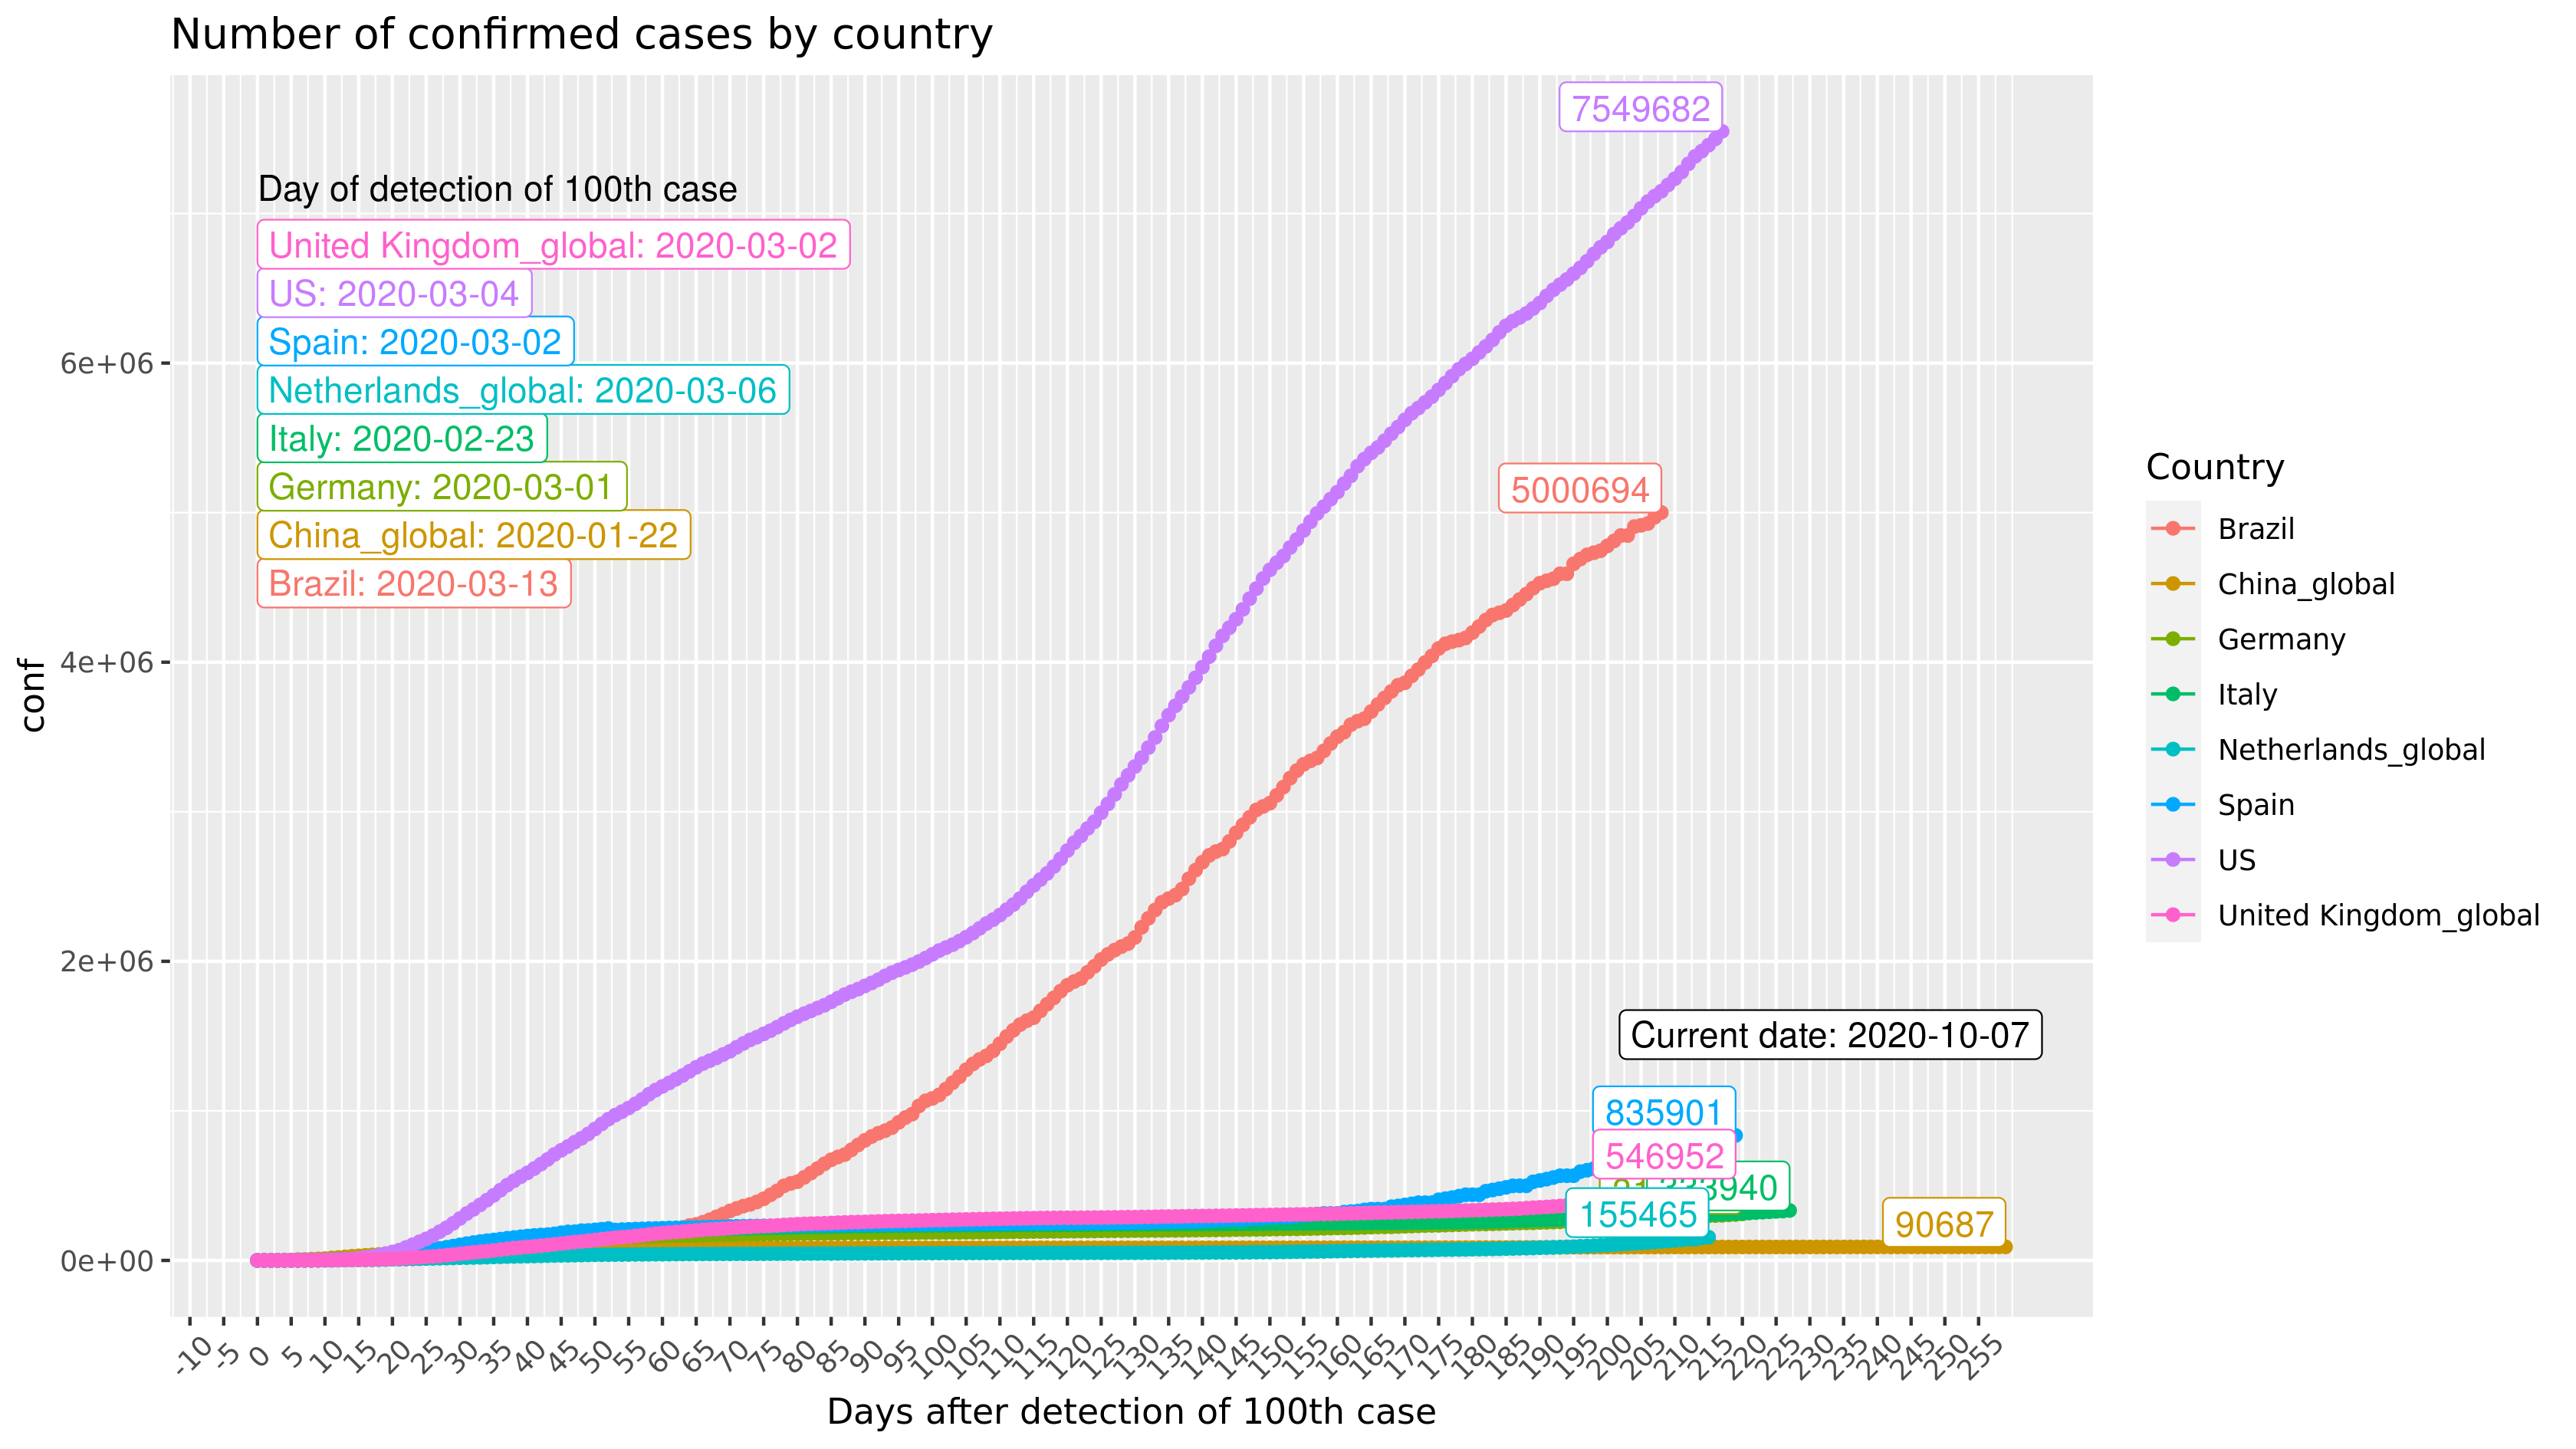 Number of confirmed cases by country
7549682
Day of detection of 100th case
United Kingdom_global: 2020-03-02
US: 2020-03-04
Spain: 2020-03-02
Netherlands_global: 2020-03-06
Italy: 2020-02-23
Germany: 2020-03-01
China_global: 2020-01-22
Brazil: 2020-03-13
5000694
Current date: 2020-10-07
835901
546952
155465
90687
conf
6e+06
4e+06
2e+06
0e+00
-10 -5 0 5 10 15 20 25 30 35 40 45 50 55 60 65 70 75 80 85 90 95 100 105 110 115 120 125 130 135 140 145 150 155 160 165 170 175 180 185 190 195 200 205 210 215 220 225 230 235 240 245 250 255
Days after detection of 100th case
Country
Brazil
China_global
Germany
Italy
Netherlands_global
Spain
US
United Kingdom_global